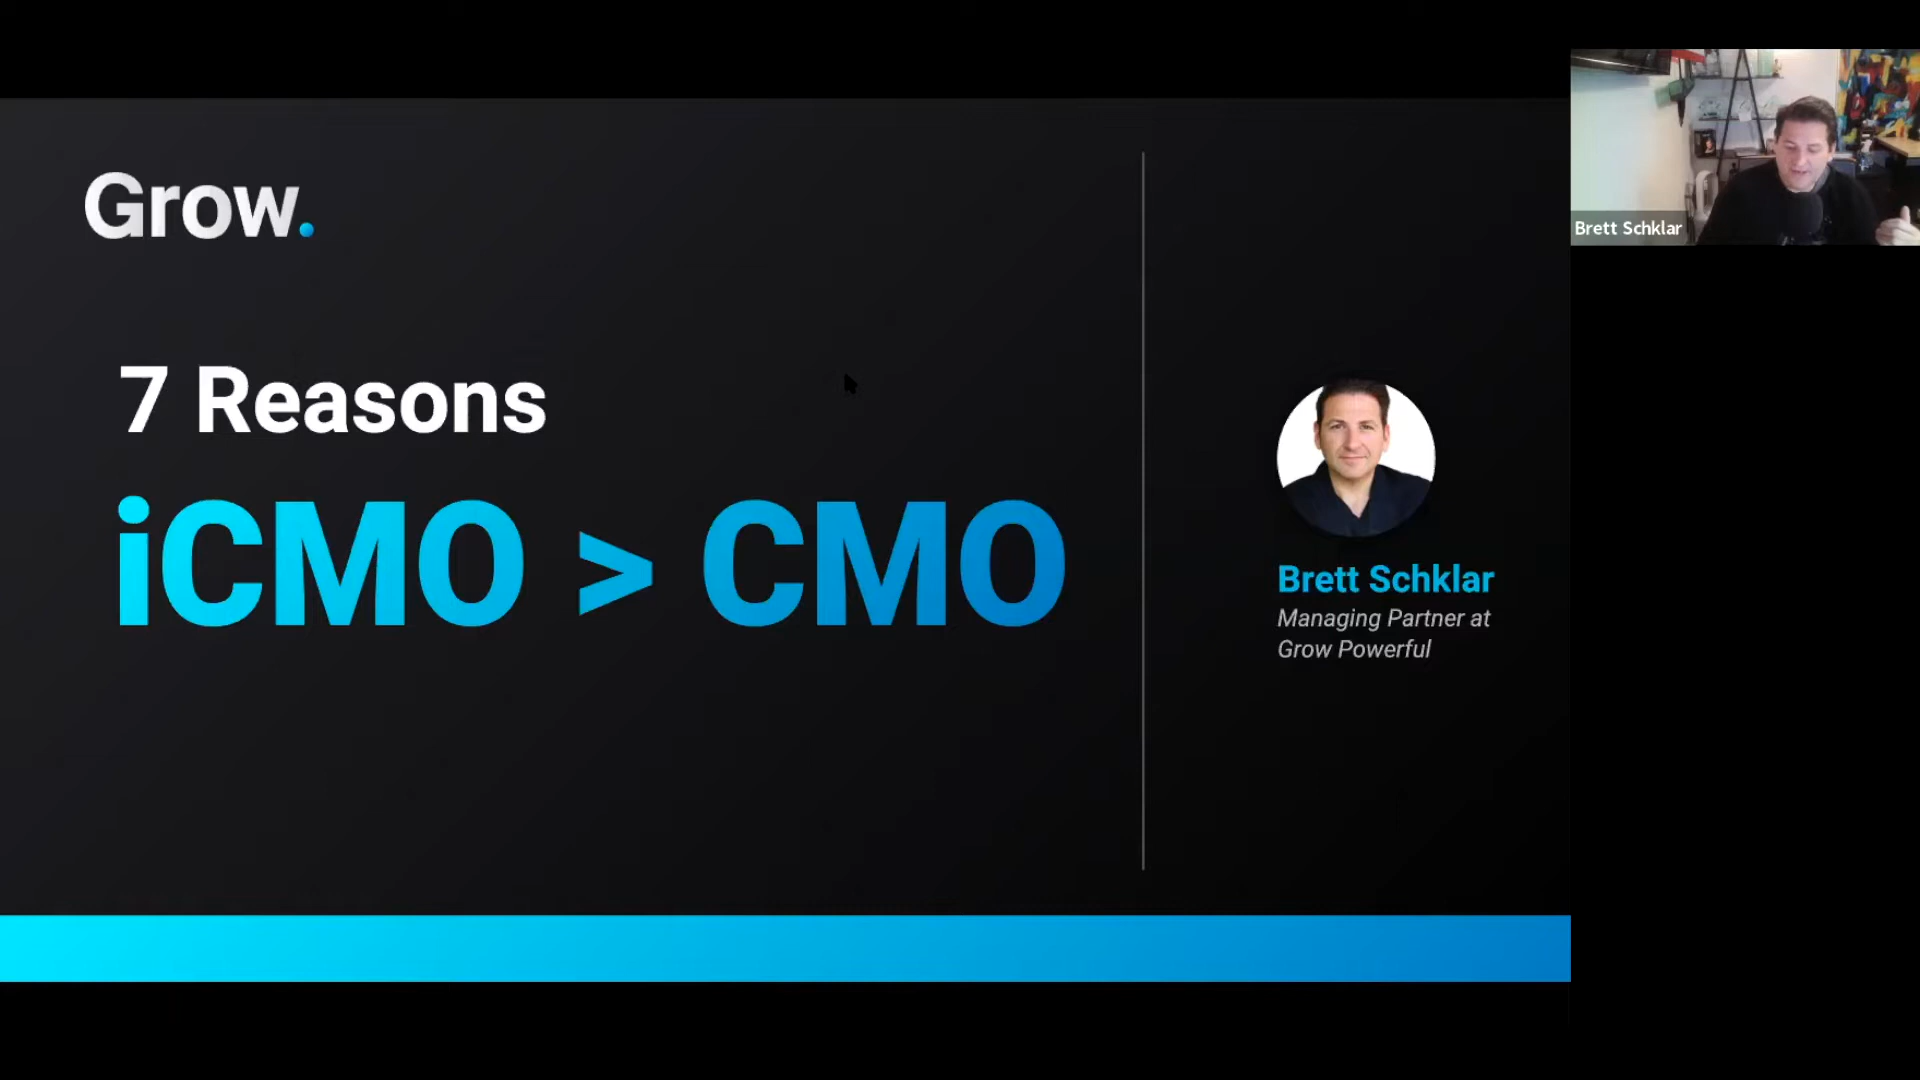 Grow.
7 Reasons
iCMO > CMO
Brett Schklar
Managing Partner at
Grow Powerful
Brett Schklar